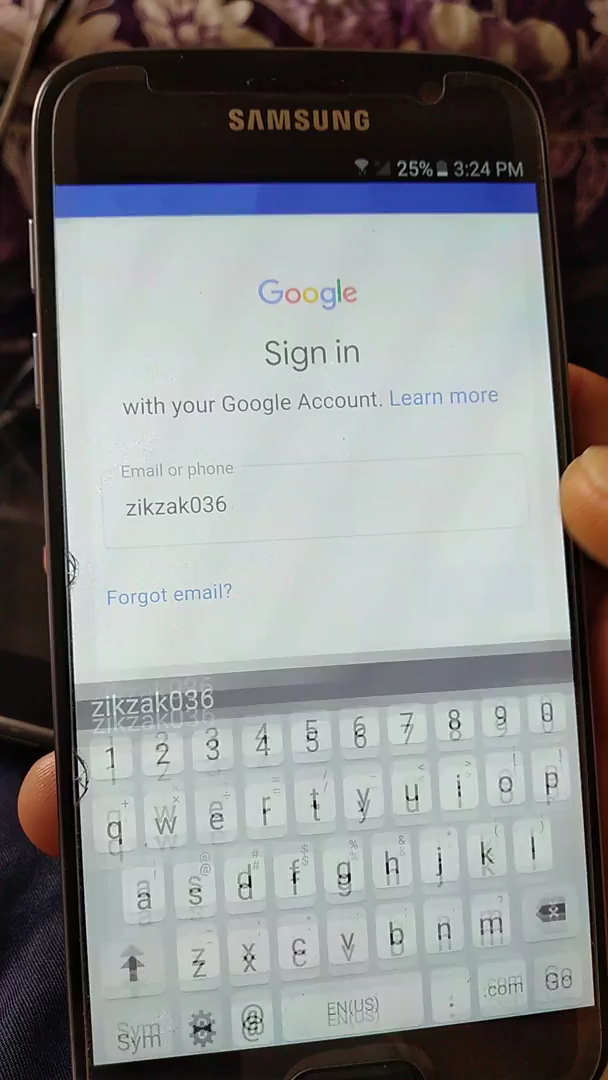 SAMSUNG
25% 3:24 PM
Google
Sign in
with your Google Account. Learn more
Email or phone
zikzak036
Forgot email?
zikzak036
1 2 3 4 5 6 7 8 9 0
q w e r t y u i o p
a s d f g h j k l
z x c v b n m
Sym @ EN(US) . .com Go